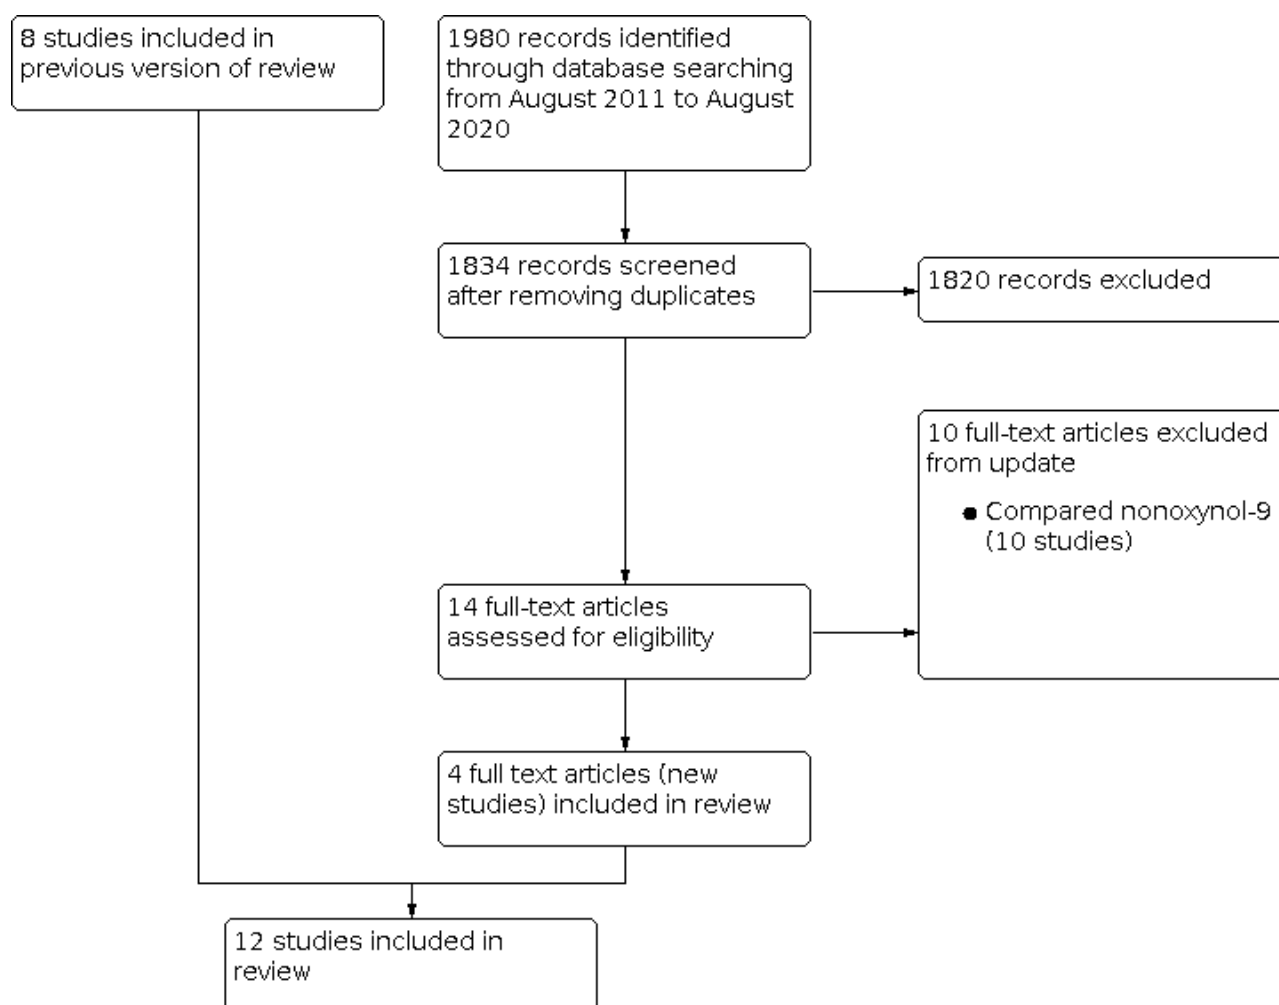 8 studies included in
previous version of review
1980 records identified
through database searching
from August 2011 to August
2020
1834 records screened
after removing duplicates
1820 records excluded
10 full-text articles excluded
from update
● Compared nonoxynol-9
(10 studies)
14 full-text articles
assessed for eligibility
4 full text articles (new
studies) included in review
12 studies included in
review